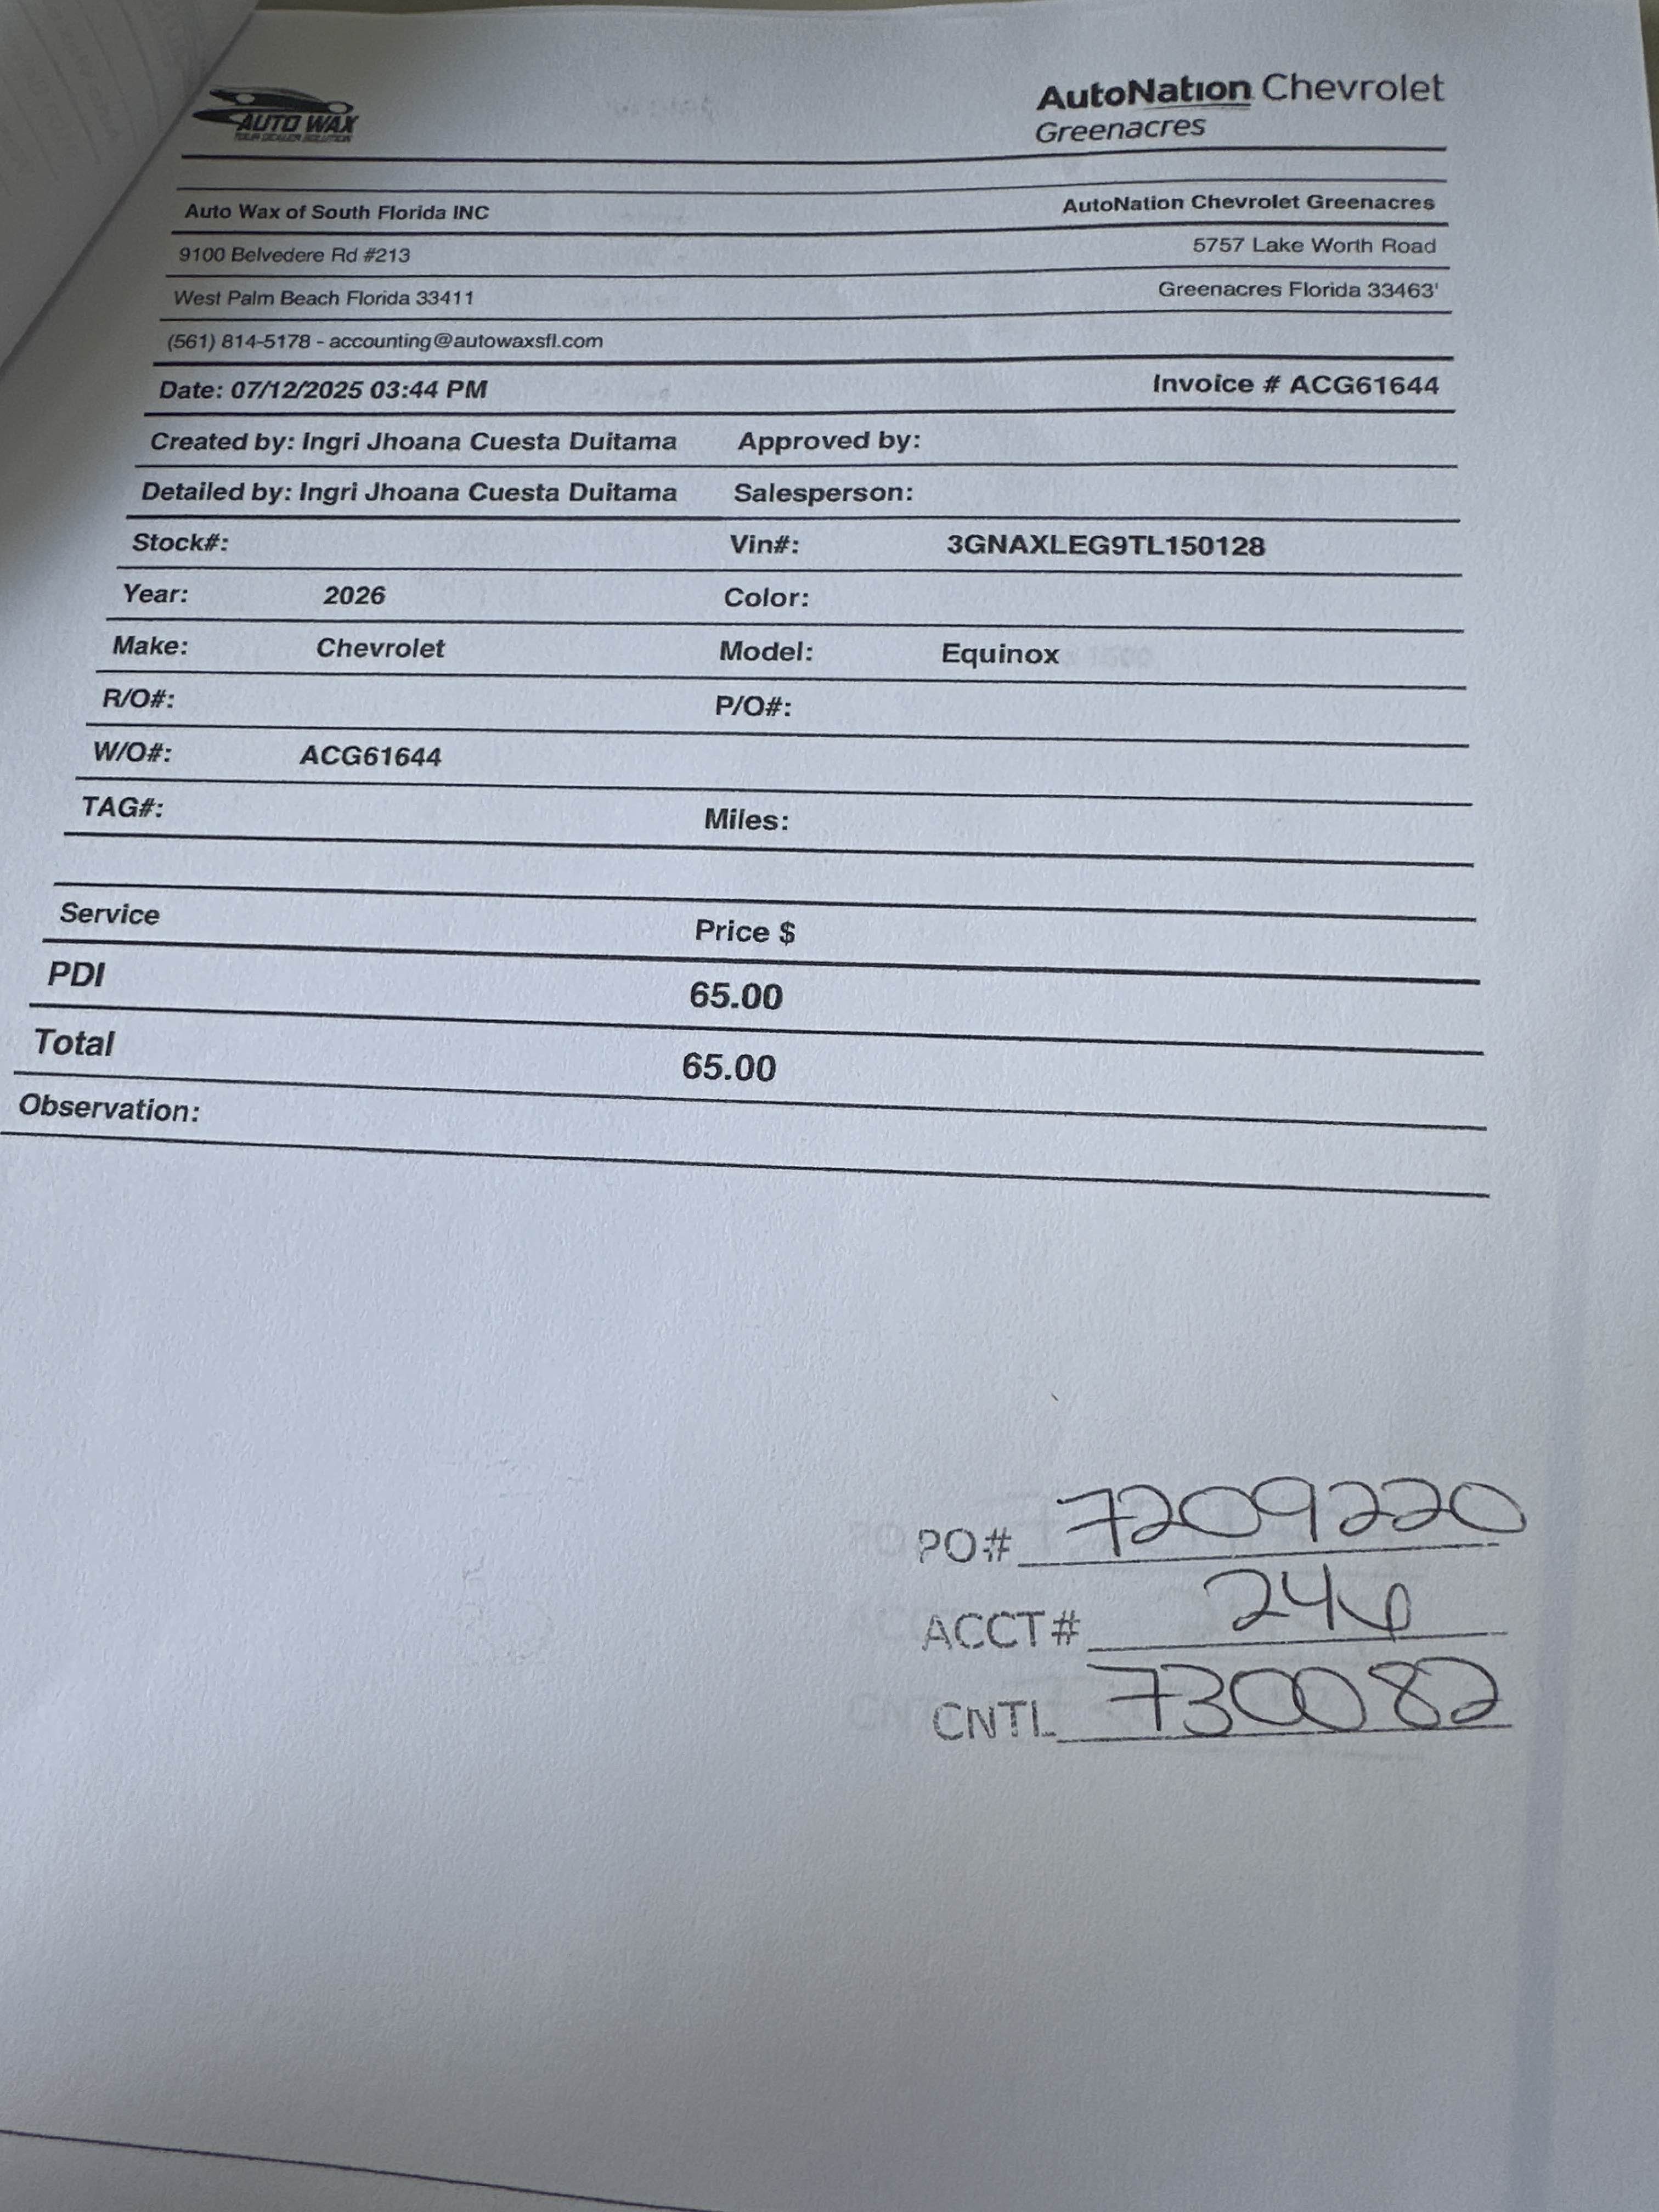 AUTO WAX
YOUR DEALER SOLUTION
AutoNation Chevrolet
Greenacres
Auto Wax of South Florida INC AutoNation Chevrolet Greenacres
9100 Belvedere Rd #213 5757 Lake Worth Road
West Palm Beach Florida 33411 Greenacres Florida 33463'
(561) 814-5178 - accounting@autowaxsfl.com
Date: 07/12/2025 03:44 PM Invoice # ACG61644
Created by: Ingri Jhoana Cuesta Duitama Approved by:
Detailed by: Ingri Jhoana Cuesta Duitama Salesperson:
Stock#: Vin#: 3GNAXLEG9TL150128
Year: 2026 Color:
Make: Chevrolet Model: Equinox
R/O#: P/O#:
W/O#: ACG61644
TAG#: Miles:
Service Price $
PDI 65.00
Total 65.00
Observation:
PO# 7209220
ACCT# 246
CNTL 730082